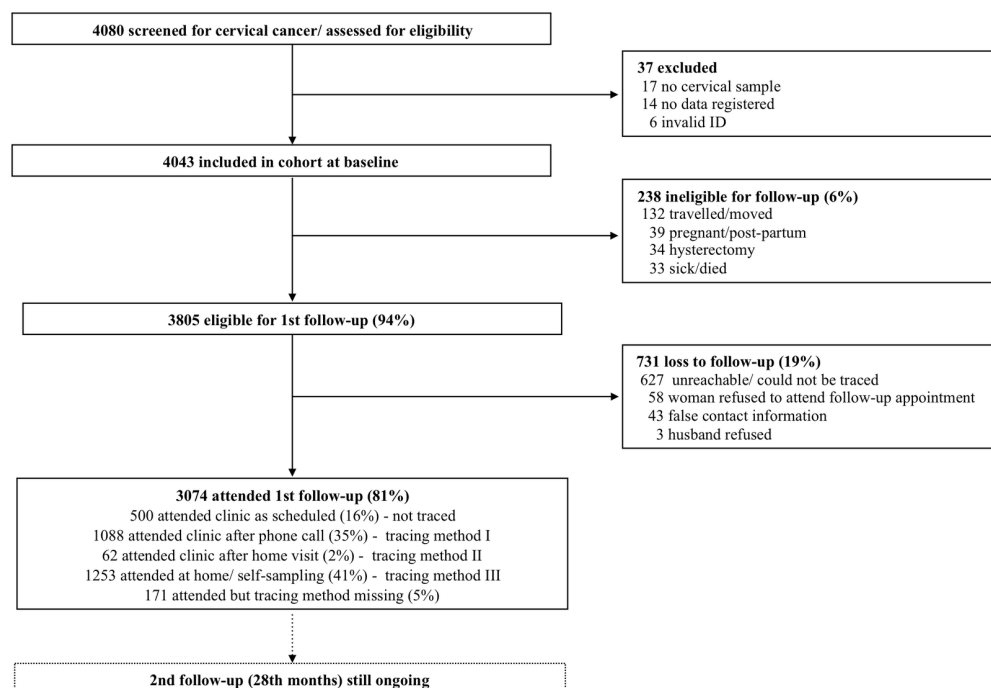 4080 screened for cervical cancer/ assessed for eligibility
37 excluded
17 no cervical sample
14 no data registered
6 invalid ID
4043 included in cohort at baseline
238 ineligible for follow-up (6%)
132 travelled/moved
39 pregnant/post-partum
34 hysterectomy
33 sick/died
3805 eligible for 1st follow-up (94%)
731 loss to follow-up (19%)
627 unreachable/ could not be traced
58 woman refused to attend follow-up appointment
43 false contact information
3 husband refused
3074 attended 1st follow-up (81%)
500 attended clinic as scheduled (16%) - not traced
1088 attended clinic after phone call (35%) - tracing method I
62 attended clinic after home visit (2%) - tracing method II
1253 attended at home/ self-sampling (41%) - tracing method III
171 attended but tracing method missing (5%)
2nd follow-up (28th months) still ongoing